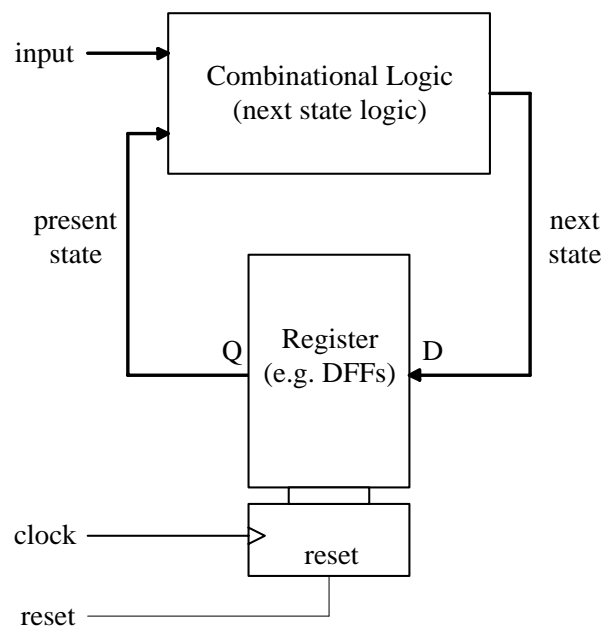 input
Combinational Logic
(next state logic)
present
state
next
state
Q
Register
(e.g. DFFs)
D
clock
reset
reset